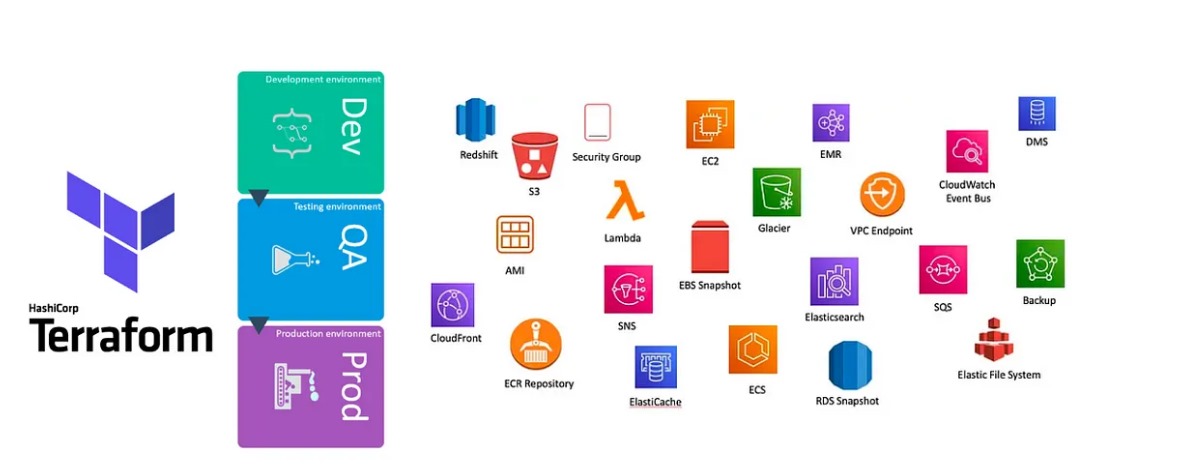 HashiCorp
Terraform
Development environment
Dev
Testing environment
QA
Production environment
Prod
Redshift
S3
Security Group
EC2
EMR
DMS
CloudWatch
Event Bus
AMI
Lambda
Glacier
VPC Endpoint
EBS Snapshot
CloudFront
SNS
Elasticsearch
SQS
Backup
ECR Repository
ElastiCache
ECS
RDS Snapshot
Elastic File System